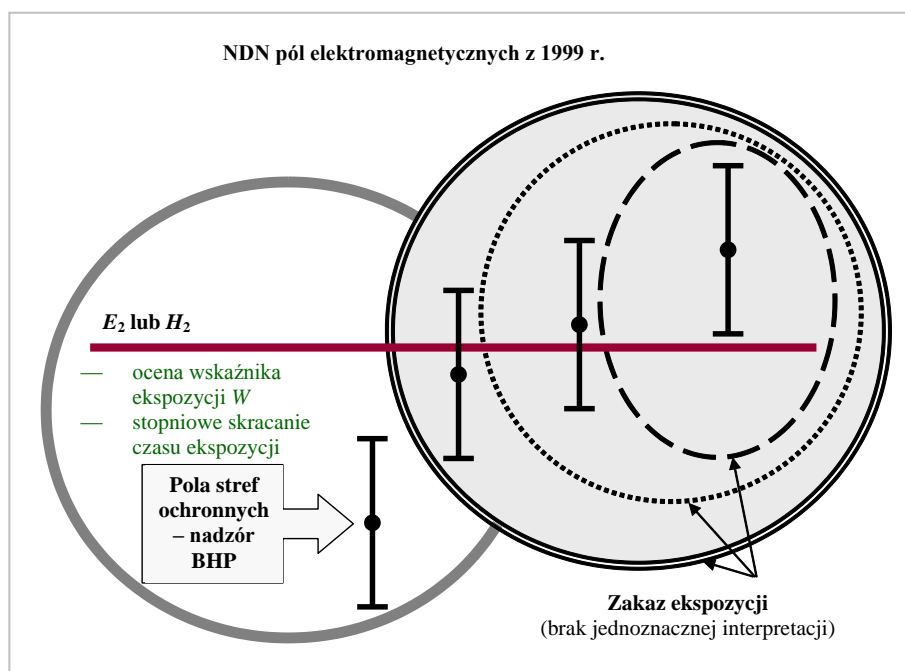 NDN pól elektromagnetycznych z 1999 r.
E₂ lub H₂
— ocena wskaźnika
ekspozycji W
— stopniowe skracanie
czasu ekspozycji
Pola stref
ochronnych
– nadzór
BHP
Zakaz ekspozycji
(brak jednoznacznej interpretacji)